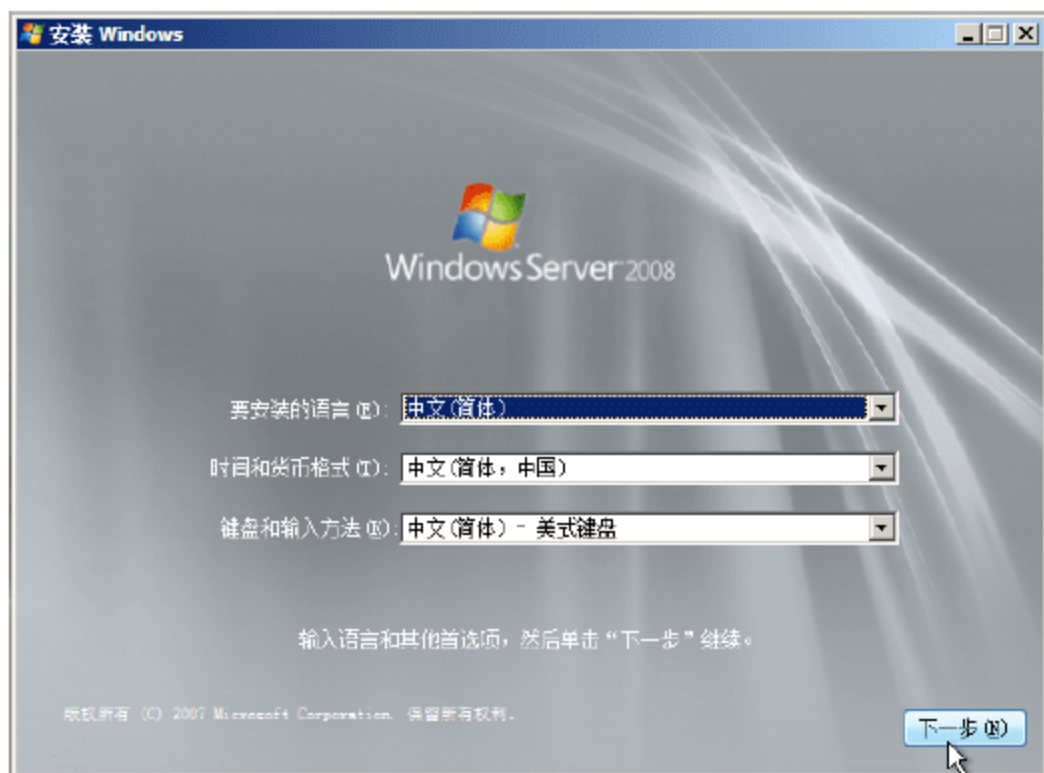 安装 Windows
Windows Server 2008
要安装的语言(E): 中文(简体)
时间和货币格式(T): 中文(简体，中国)
键盘和输入方法(K): 中文(简体) - 美式键盘
输入语言和其他首选项，然后单击“下一步”继续。
版权所有 (C) 2007 Microsoft Corporation. 保留所有权利。
下一步(N)